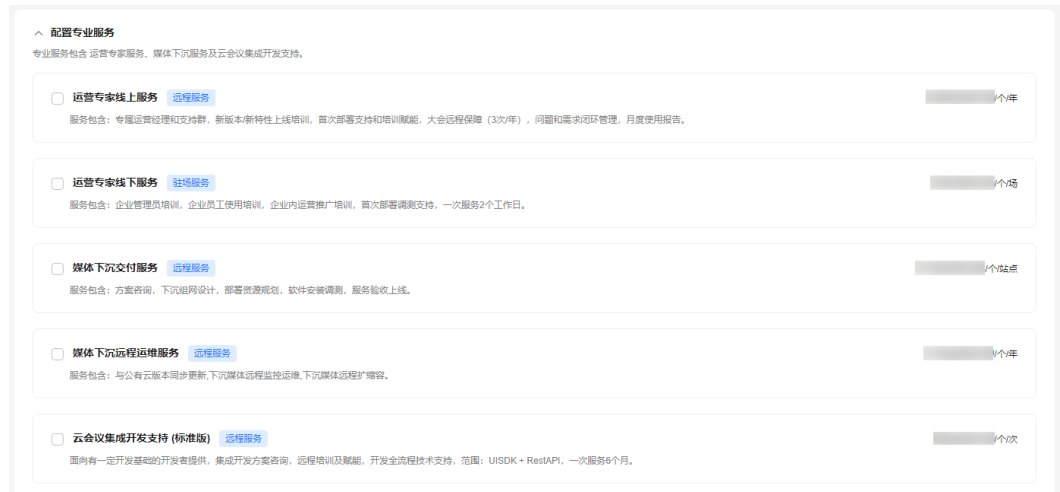 配置专业服务
专业服务包含 运营专家服务、媒体下沉服务及云会议集成开发支持。
运营专家线上服务 远程服务 /个/年
服务包含：专属运营经理和支持群，新版本/新特性上线培训，首次部署支持和培训赋能，大会远程保障（3次/年），问题和需求闭环管理，月度使用报告。
运营专家线下服务 驻场服务 /个/场
服务包含：企业管理员培训，企业员工使用培训，企业内运营推广培训，首次部署调测支持，一次服务2个工作日。
媒体下沉交付服务 远程服务 /个/站点
服务包含：方案咨询，下沉组网设计，部署资源规划，软件安装调测，服务验收上线。
媒体下沉远程运维服务 远程服务 /个/年
服务包含：与公有云版本同步更新,下沉媒体远程监控运维,下沉媒体远程扩缩容。
云会议集成开发支持 (标准版) 远程服务 /个/次
面向有一定开发基础的开发者提供，集成开发方案咨询，远程培训及赋能，开发全流程技术支持，范围：UISDK + RestAPI，一次服务6个月。